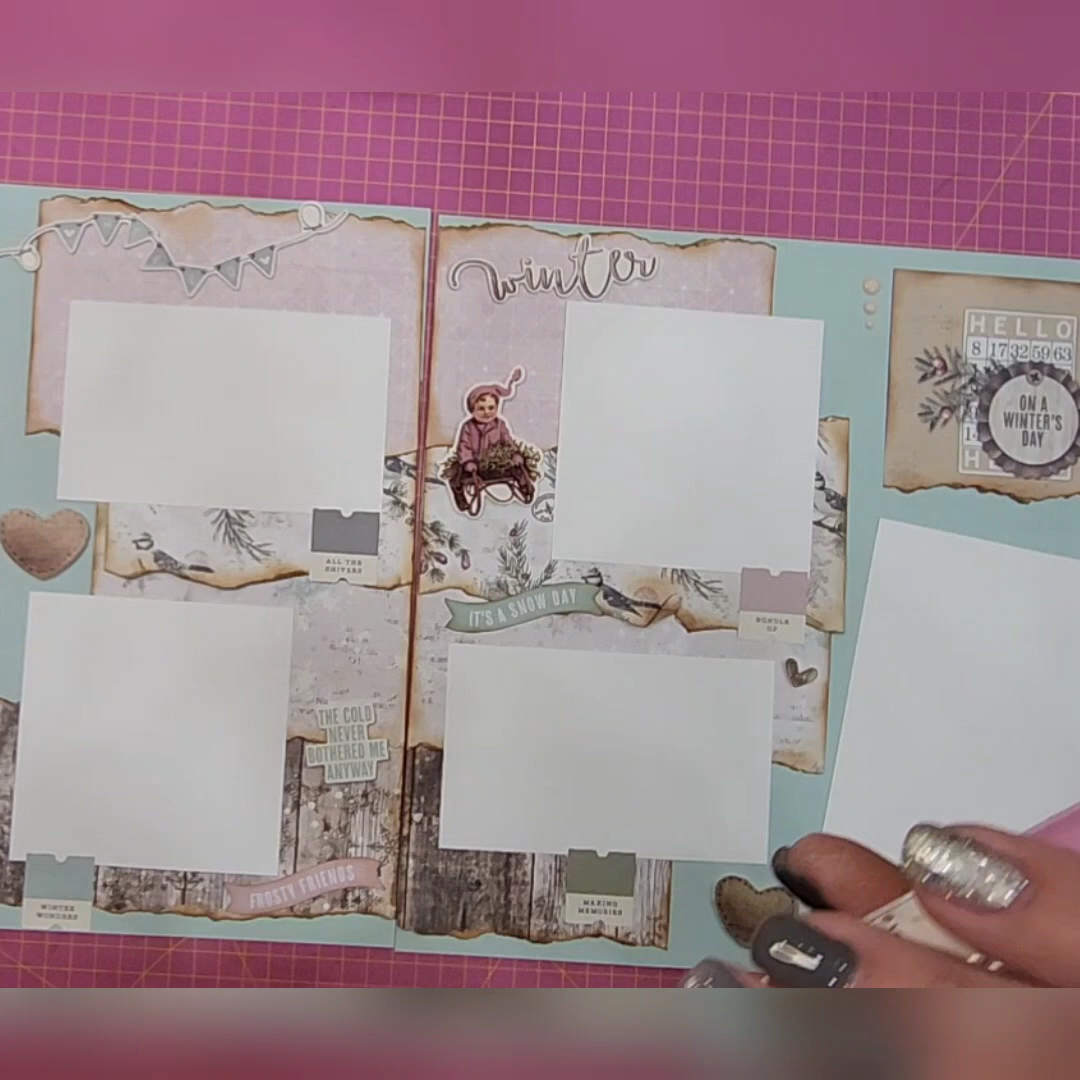 winter
HELLO
8 17 32 59 63
ON A
WINTER'S
DAY
ALL THE
SHIVERS
IT'S A SNOW DAY
BUNDLE
UP
THE COLD
NEVER
BOTHERED ME
ANYWAY
FROSTY FRIENDS
WINTER
WONDERS
MAKING
MEMORIES